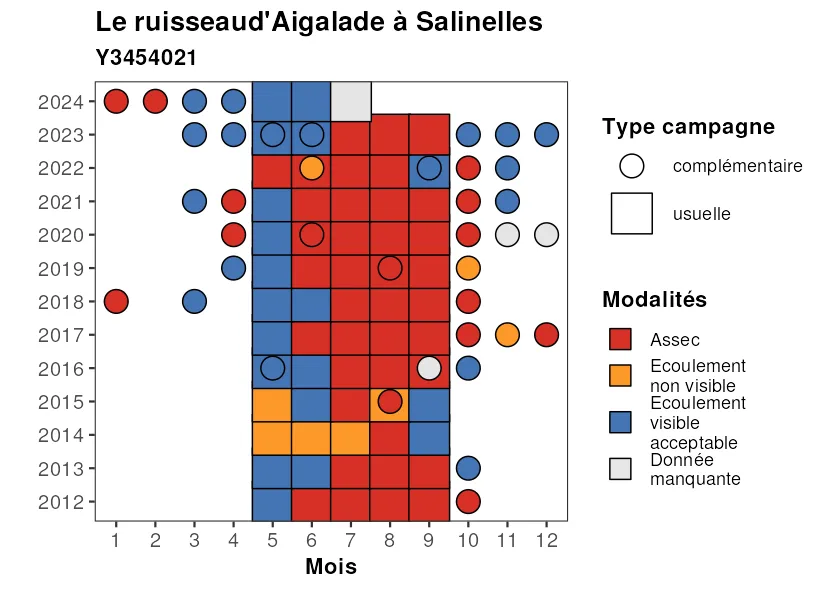 Le ruisseaud'Aigalade à Salinelles
Y3454021
2024
2023
2022
2021
2020
2019
2018
2017
2016
2015
2014
2013
2012
1 2 3 4 5 6 7 8 9 10 11 12
Mois
Type campagne
complémentaire
usuelle
Modalités
Assec
Ecoulement
non visible
Ecoulement
visible
acceptable
Donnée
manquante